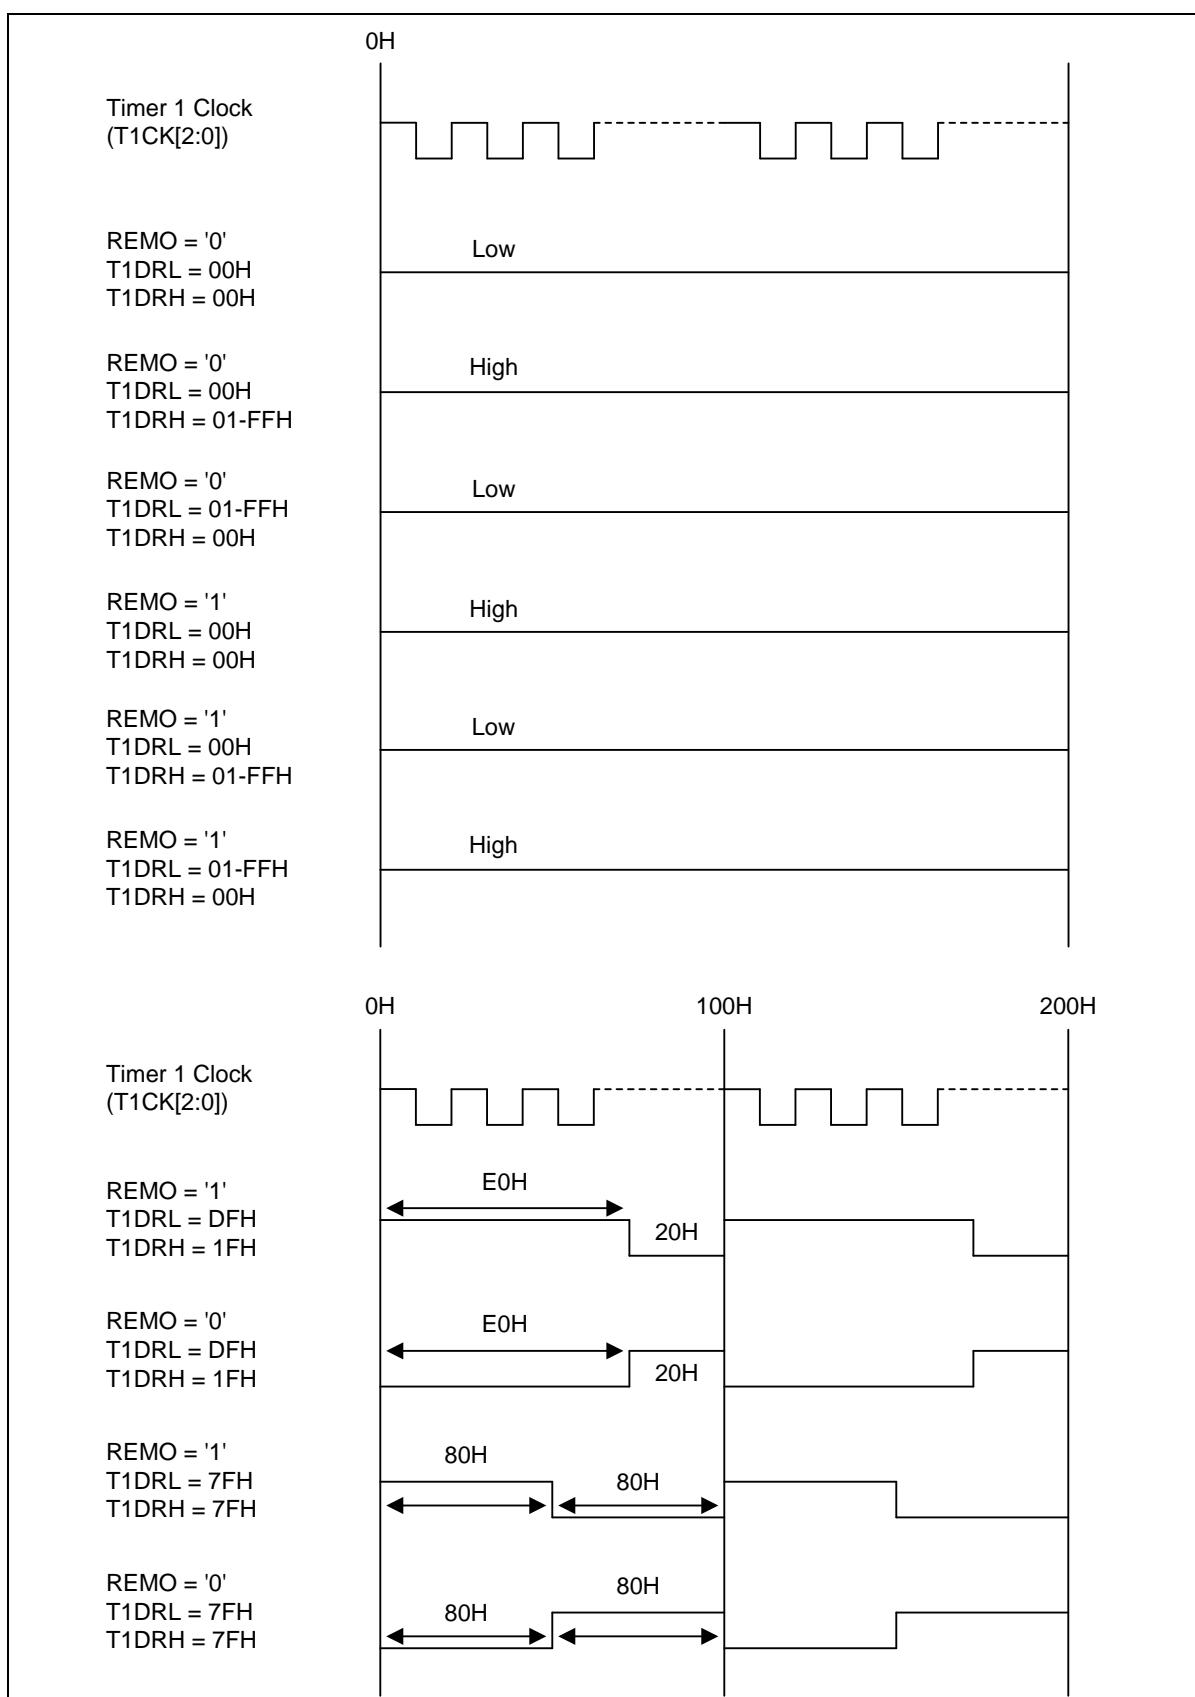 0H
Timer 1 Clock
(T1CK[2:0])
REMO = '0'
T1DRL = 00H
T1DRH = 00H
Low
REMO = '0'
T1DRL = 00H
T1DRH = 01-FFH
High
REMO = '0'
T1DRL = 01-FFH
T1DRH = 00H
Low
REMO = '1'
T1DRL = 00H
T1DRH = 00H
High
REMO = '1'
T1DRL = 00H
T1DRH = 01-FFH
Low
REMO = '1'
T1DRL = 01-FFH
T1DRH = 00H
High
0H 100H 200H
Timer 1 Clock
(T1CK[2:0])
REMO = '1'
T1DRL = DFH
T1DRH = 1FH
E0H
20H
REMO = '0'
T1DRL = DFH
T1DRH = 1FH
E0H
20H
REMO = '1'
T1DRL = 7FH
T1DRH = 7FH
80H
80H
REMO = '0'
T1DRL = 7FH
T1DRH = 7FH
80H
80H